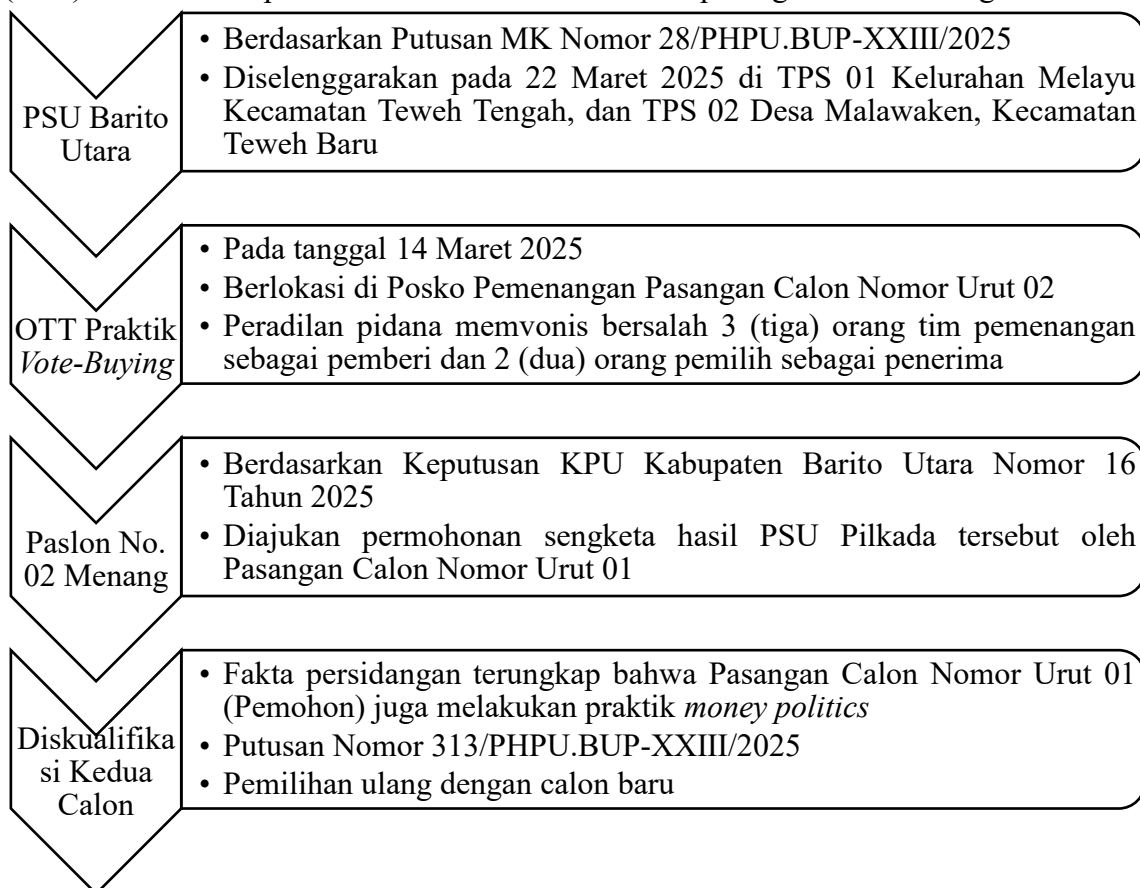 PSU Barito
Utara
• Berdasarkan Putusan MK Nomor 28/PHPU.BUP-XXIII/2025
• Diselenggarakan pada 22 Maret 2025 di TPS 01 Kelurahan Melayu
Kecamatan Teweh Tengah, dan TPS 02 Desa Malawaken, Kecamatan
Teweh Baru
OTT Praktik
Vote-Buying
• Pada tanggal 14 Maret 2025
• Berlokasi di Posko Pemenangan Pasangan Calon Nomor Urut 02
• Peradilan pidana memvonis bersalah 3 (tiga) orang tim pemenangan
sebagai pemberi dan 2 (dua) orang pemilih sebagai penerima
Paslon No.
02 Menang
• Berdasarkan Keputusan KPU Kabupaten Barito Utara Nomor 16
Tahun 2025
• Diajukan permohonan sengketa hasil PSU Pilkada tersebut oleh
Pasangan Calon Nomor Urut 01
Diskualifika
si Kedua
Calon
• Fakta persidangan terungkap bahwa Pasangan Calon Nomor Urut 01
(Pemohon) juga melakukan praktik money politics
• Putusan Nomor 313/PHPU.BUP-XXIII/2025
• Pemilihan ulang dengan calon baru